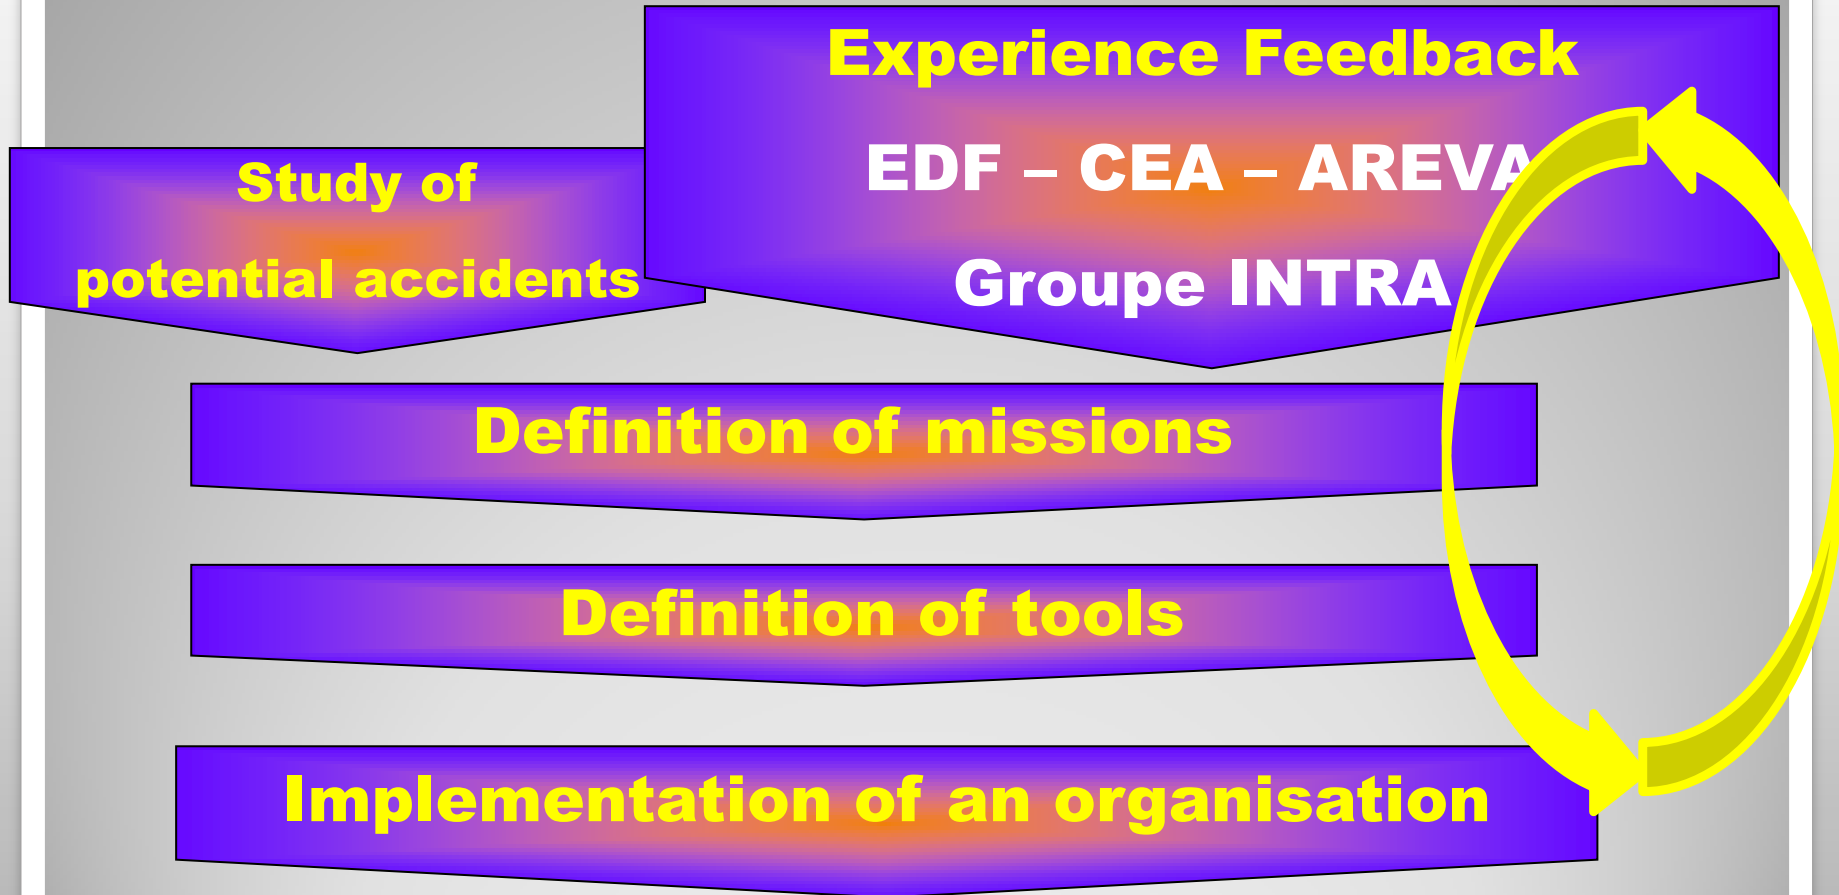 Experience Feedback
EDF – CEA – AREVA
Groupe INTRA
Study of
potential accidents
Definition of missions
Definition of tools
Implementation of an organisation